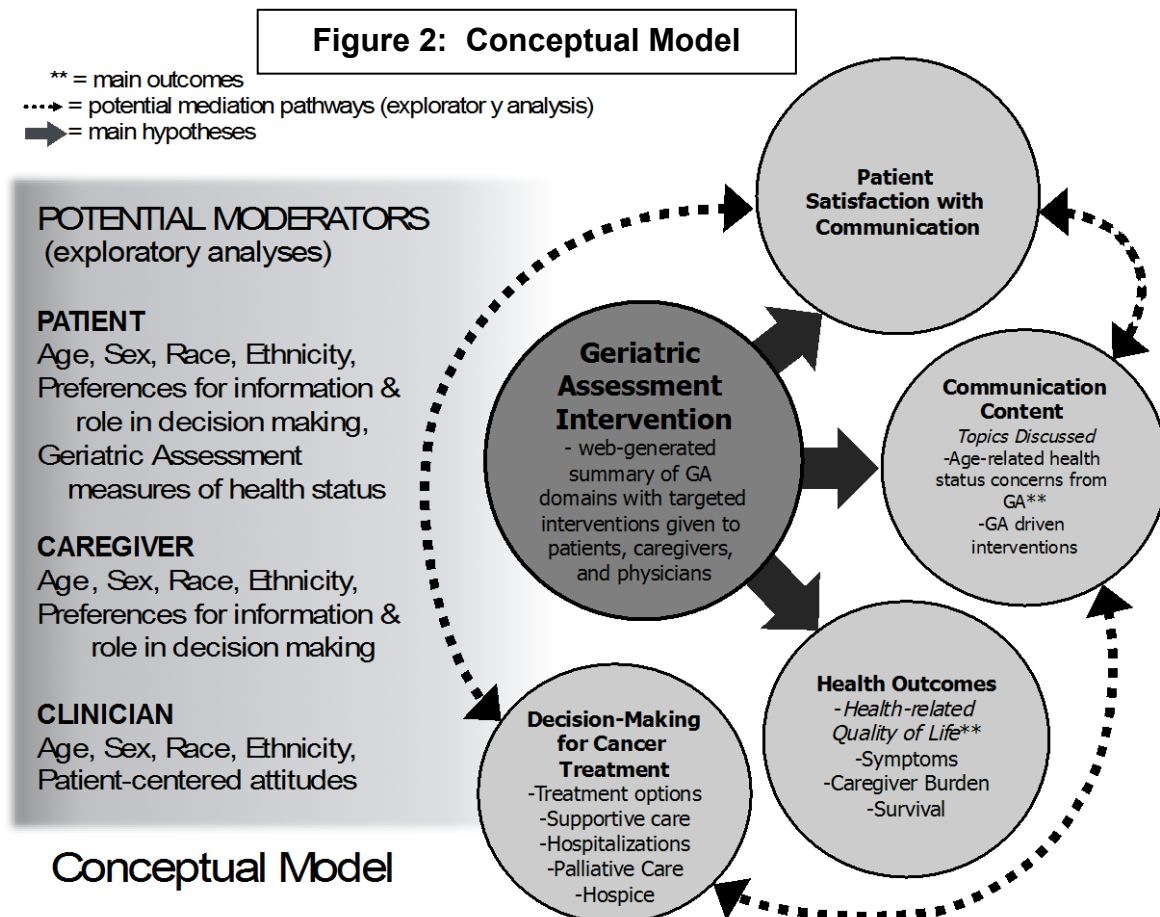 Figure 2: Conceptual Model
** = main outcomes
= potential mediation pathways (explorator y analysis)
= main hypotheses
POTENTIAL MODERATORS
(exploratory analyses)
PATIENT
Age, Sex, Race, Ethnicity,
Preferences for information &
role in decision making,
Geriatric Assessment
measures of health status
CAREGIVER
Age, Sex, Race, Ethnicity,
Preferences for information &
role in decision making
CLINICIAN
Age, Sex, Race, Ethnicity,
Patient-centered attitudes
Conceptual Model
Patient
Satisfaction with
Communication
Geriatric
Assessment
Intervention
- web-generated
summary of GA
domains with targeted
interventions given to
patients, caregivers,
and physicians
Communication
Content
Topics Discussed
-Age-related health
status concerns from
GA**
-GA driven
interventions
Health Outcomes
-Health-related
Quality of Life**
-Symptoms
-Caregiver Burden
-Survival
Decision-Making
for Cancer
Treatment
-Treatment options
-Supportive care
-Hospitalizations
-Palliative Care
-Hospice